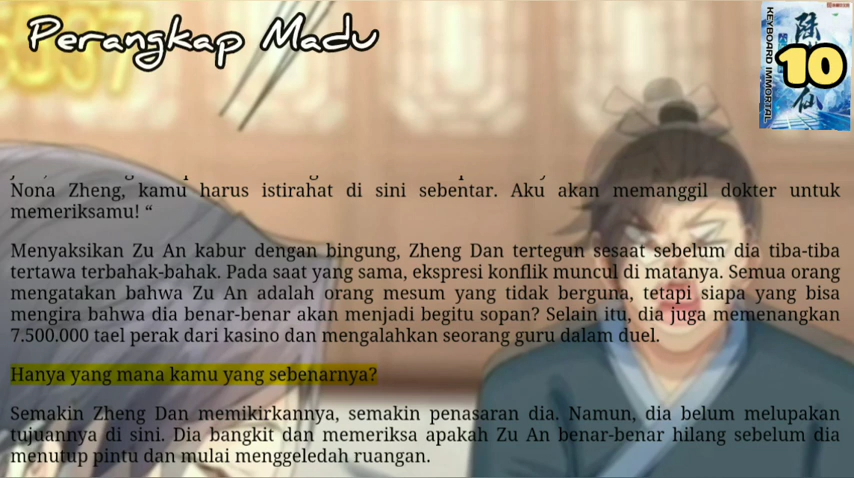 Perangkap Madu
KEYBOARD IMMORTAL
10
Nona Zheng, kamu harus istirahat di sini sebentar. Aku akan memanggil dokter untuk
memeriksamu! “
Menyaksikan Zu An kabur dengan bingung, Zheng Dan tertegun sesaat sebelum dia tiba-tiba
tertawa terbahak-bahak. Pada saat yang sama, ekspresi konflik muncul di matanya. Semua orang
mengatakan bahwa Zu An adalah orang mesum yang tidak berguna, tetapi siapa yang bisa
mengira bahwa dia benar-benar akan menjadi begitu sopan? Selain itu, dia juga memenangkan
7.500.000 tael perak dari kasino dan mengalahkan seorang guru dalam duel.
Hanya yang mana kamu yang sebenarnya?
Semakin Zheng Dan memikirkannya, semakin penasaran dia. Namun, dia belum melupakan
tujuannya di sini. Dia bangkit dan memeriksa apakah Zu An benar-benar hilang sebelum dia
menutup pintu dan mulai menggeledah ruangan.